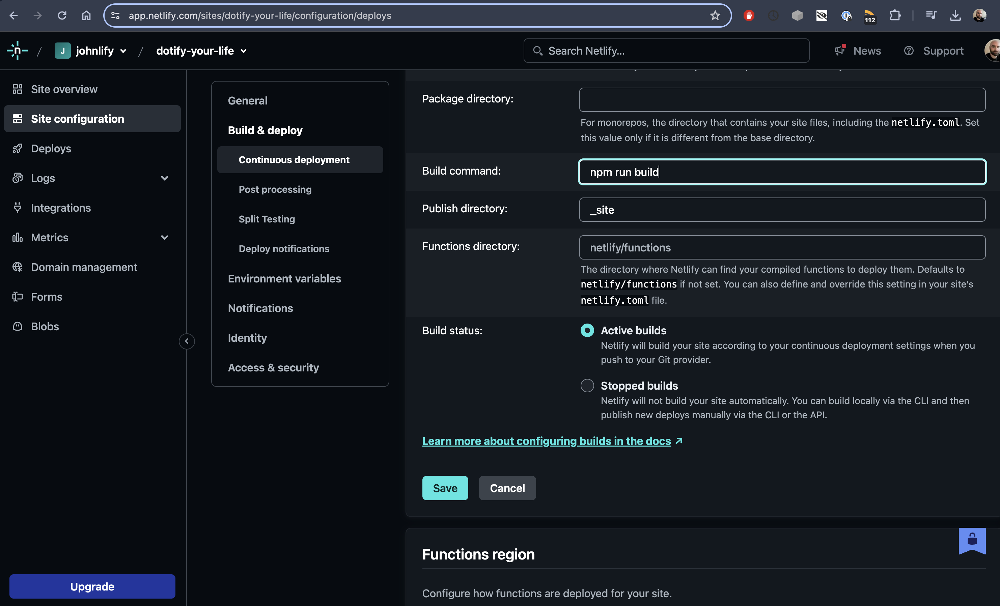 app.netlify.com/sites/dotify-your-life/configuration/deploys
112
n / J johnlify / dotify-your-life
Search Netlify...
News
Support
Site overview
Site configuration
Deploys
Logs
Integrations
Metrics
Domain management
Forms
Blobs
Upgrade
General
Build & deploy
Continuous deployment
Post processing
Split Testing
Deploy notifications
Environment variables
Notifications
Identity
Access & security
Package directory:
For monorepos, the directory that contains your site files, including the netlify.toml. Set
this value only if it is different from the base directory.
Build command:
npm run build
Publish directory:
_site
Functions directory:
netlify/functions
The directory where Netlify can find your compiled functions to deploy them. Defaults to
netlify/functions if not set. You can also define and override this setting in your site’s
netlify.toml file.
Build status:
Active builds
Netlify will build your site according to your continuous deployment settings when you
push to your Git provider.
Stopped builds
Netlify will not build your site automatically. You can build locally via the CLI and then
publish new deploys manually via the CLI or the API.
Learn more about configuring builds in the docs
Save
Cancel
Functions region
Configure how functions are deployed for your site.